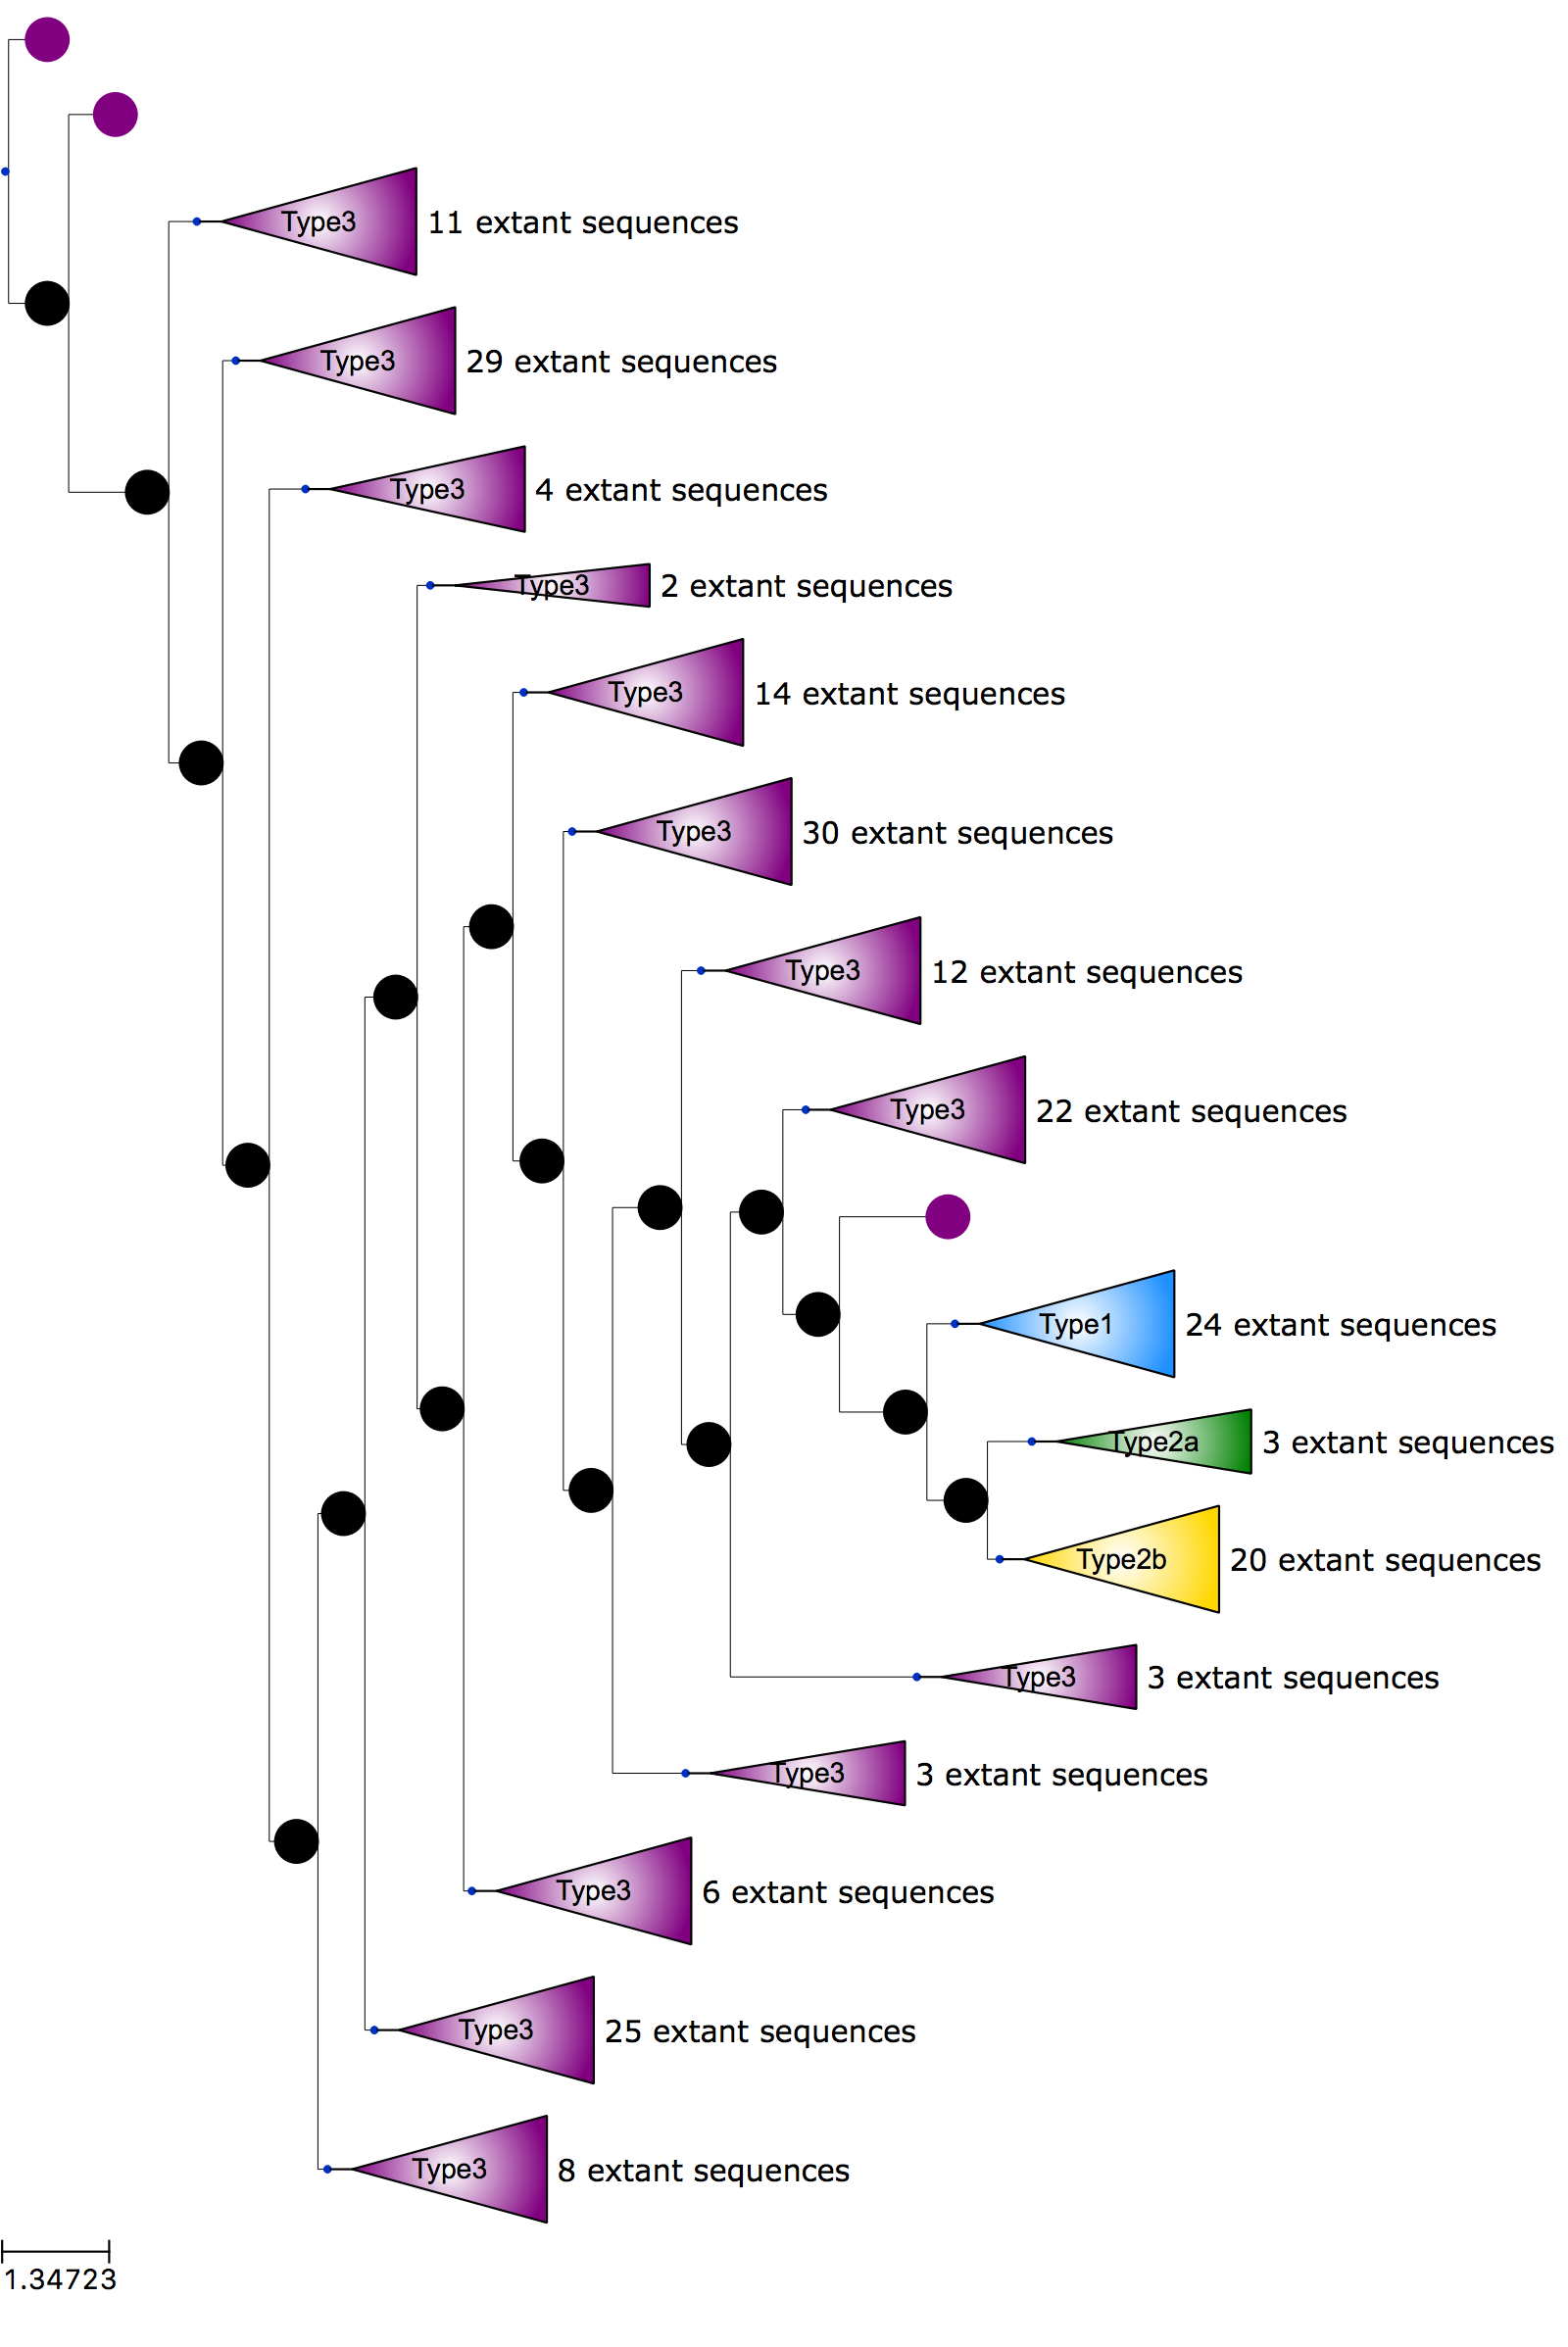 Type3 11 extant sequences
Type3 29 extant sequences
Type3 4 extant sequences
Type3 2 extant sequences
Type3 14 extant sequences
Type3 30 extant sequences
Type3 12 extant sequences
Type3 22 extant sequences
Type1 24 extant sequences
Type2a 3 extant sequences
Type2b 20 extant sequences
Type3 3 extant sequences
Type3 3 extant sequences
Type3 6 extant sequences
Type3 25 extant sequences
Type3 8 extant sequences
1.34723